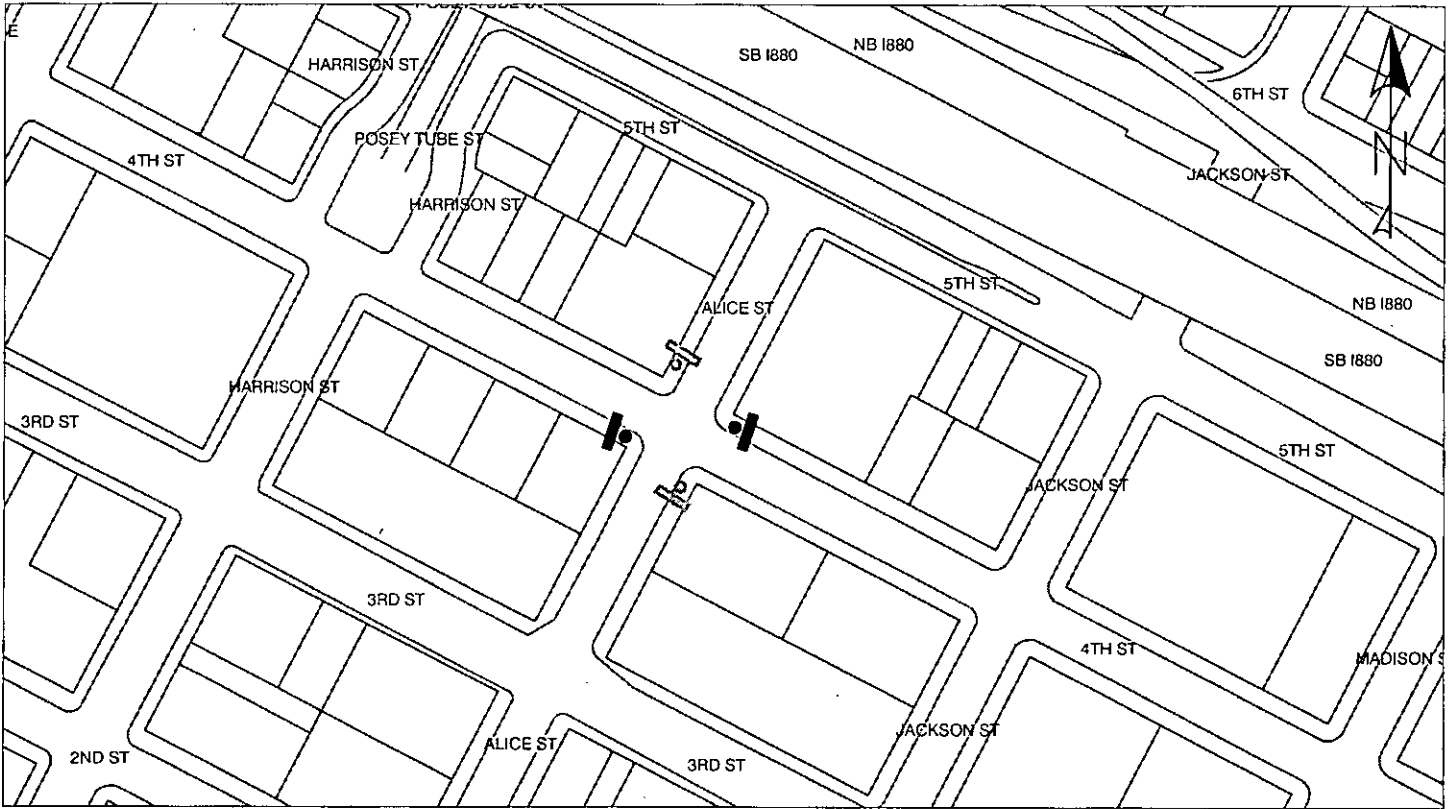 E
SB I880
NB I880
HARRISON ST
6TH ST
5TH ST
POSEY TUBE ST
4TH ST
JACKSON ST
N
HARRISON ST
5TH ST
ALICE ST
NB I880
SB I880
HARRISON ST
3RD ST
5TH ST
JACKSON ST
3RD ST
4TH ST
MADISON S
JACKSON ST
ALICE ST
2ND ST
3RD ST